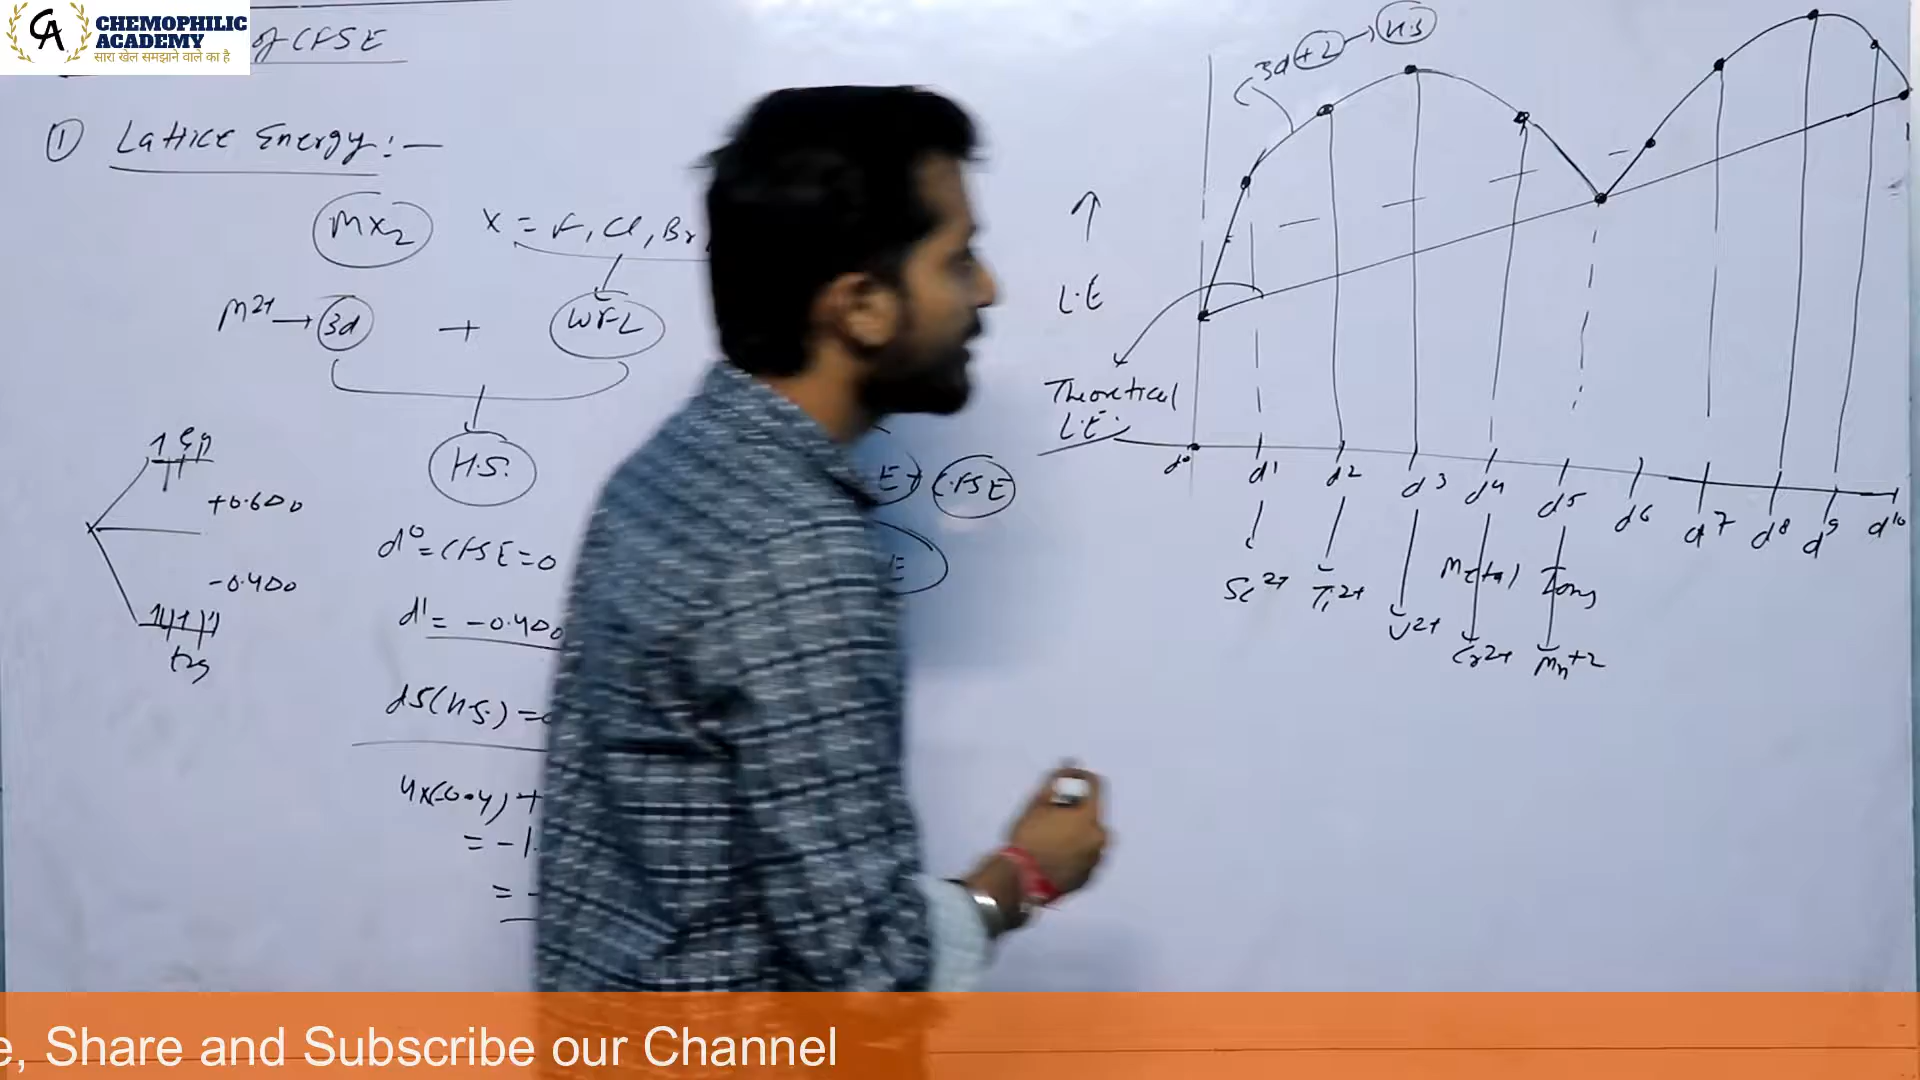 CHEMOPHILIC
ACADEMY
सारा खेल समझाने वाले का है
of CFSE
① Lattice Energy :—
MX2 X = F, Cl, Br
M2+ → 3d + WFL
H.S.
eg
+0.6Δo
-0.4Δo
t2g
d0 = CFSE = 0
d1 = -0.4Δo
d5 (H.S.) =
4x(-0.4) +
= -1.
= -
E + CFSE
E
3d+2 → H.S
↑
L.E
Theoretical
L.E.
d0 d1 d2 d3 d4 d5 d6 d7 d8 d9 d10
Metal Ions
Sc2+ Ti2+ V2+ Cr2+ Mn+2
e, Share and Subscribe our Channel